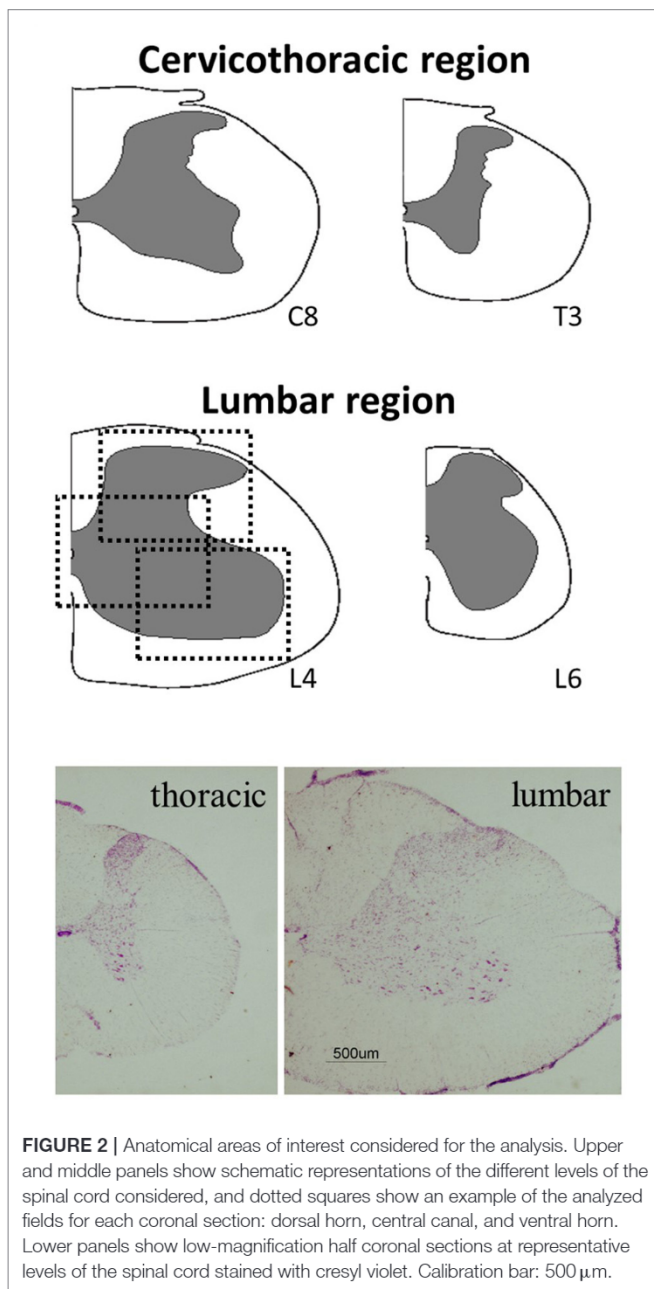 Cervicothoracic region
C8
T3
Lumbar region
L4
L6
thoracic
lumbar
500um
FIGURE 2 | Anatomical areas of interest considered for the analysis. Upper
and middle panels show schematic representations of the different levels of the
spinal cord considered, and dotted squares show an example of the analyzed
fields for each coronal section: dorsal horn, central canal, and ventral horn.
Lower panels show low-magnification half coronal sections at representative
levels of the spinal cord stained with cresyl violet. Calibration bar: 500 μm.